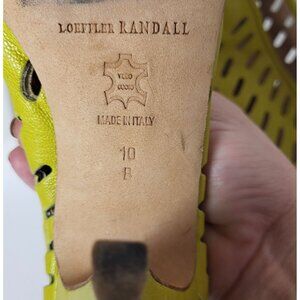 LOEFFLER RANDALL
VERO
CUOIO
MADE IN ITALY
10
B